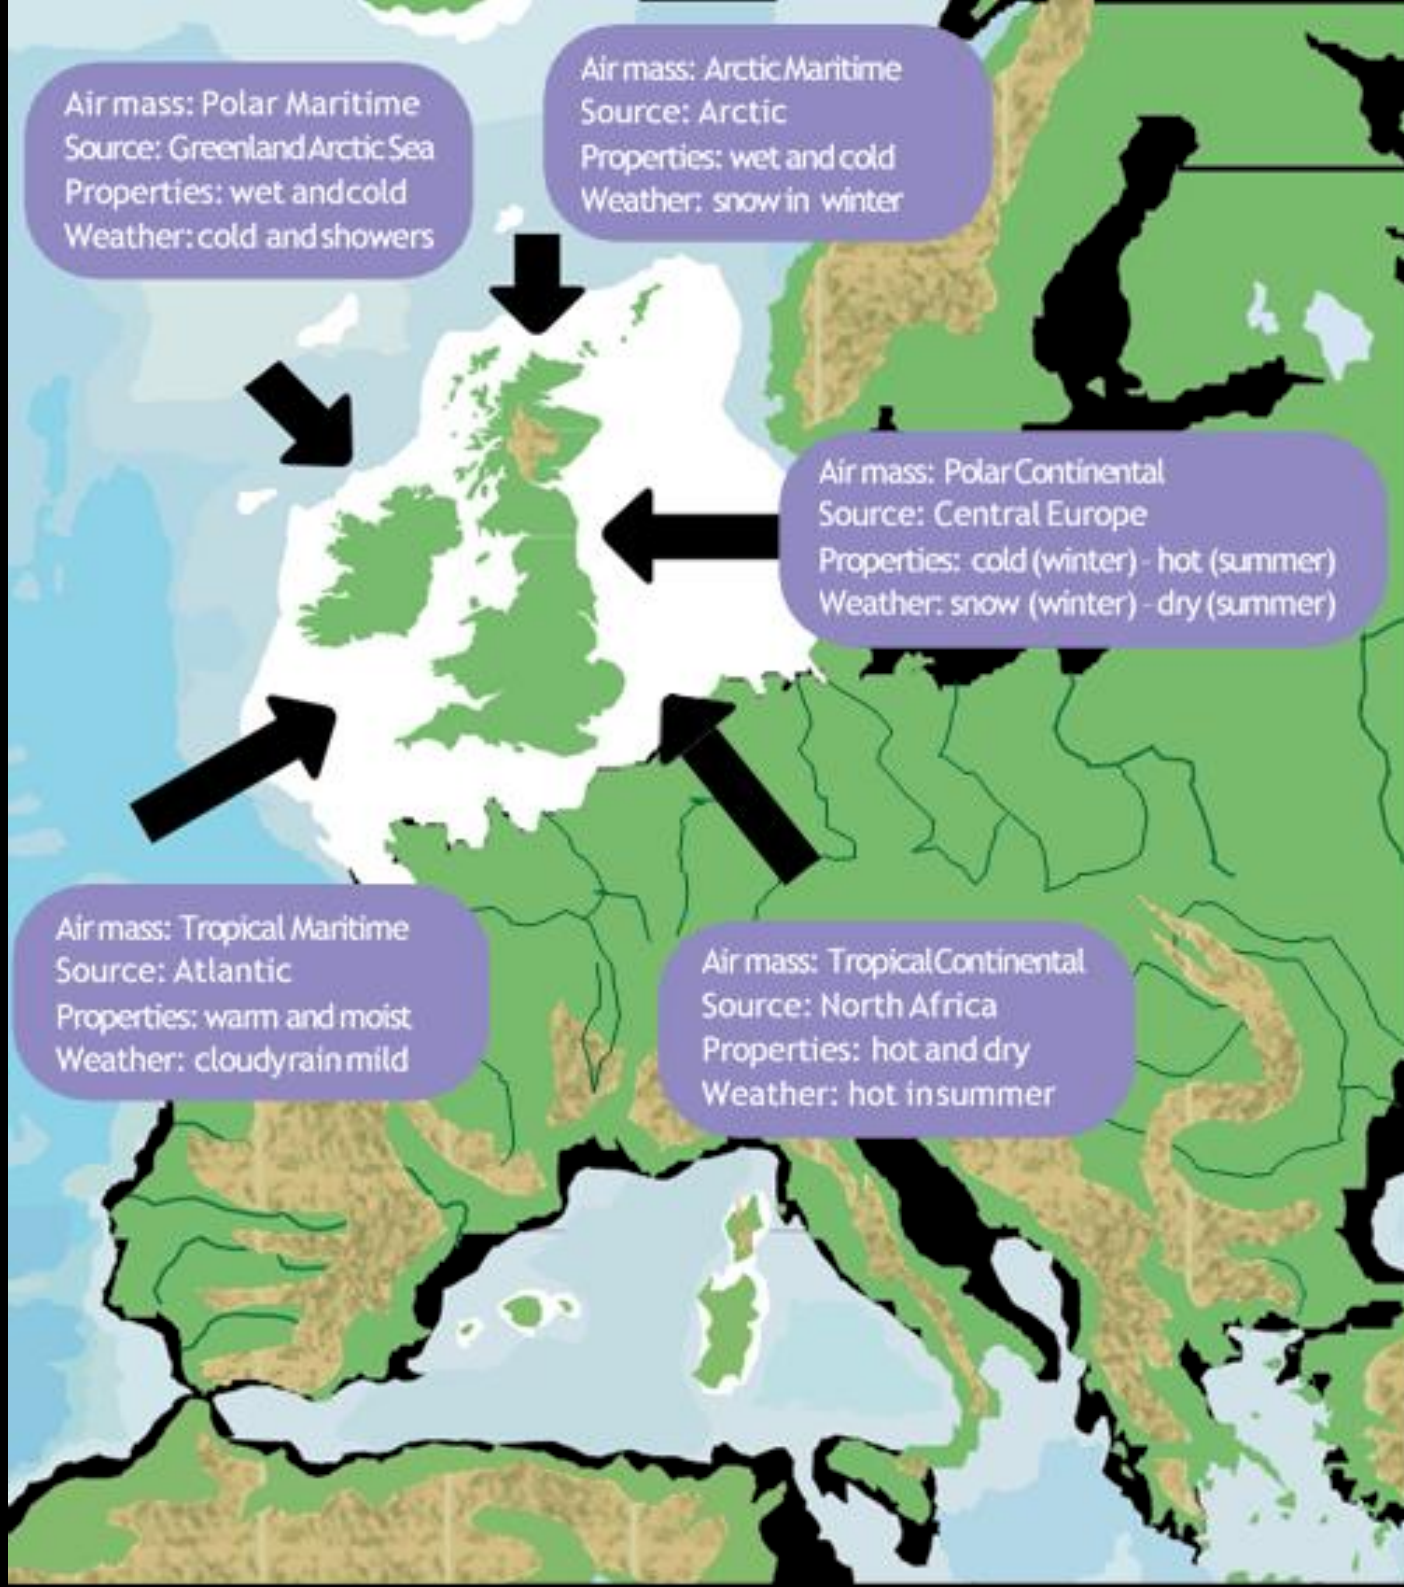 Air mass: Polar Maritime
Source: Greenland Arctic Sea
Properties: wet and cold
Weather: cold and showers
Air mass: Arctic Maritime
Source: Arctic
Properties: wet and cold
Weather: snow in winter
Air mass: Polar Continental
Source: Central Europe
Properties: cold (winter) - hot (summer)
Weather: snow (winter) - dry (summer)
Air mass: Tropical Maritime
Source: Atlantic
Properties: warm and moist
Weather: cloudy rain mild
Air mass: Tropical Continental
Source: North Africa
Properties: hot and dry
Weather: hot in summer